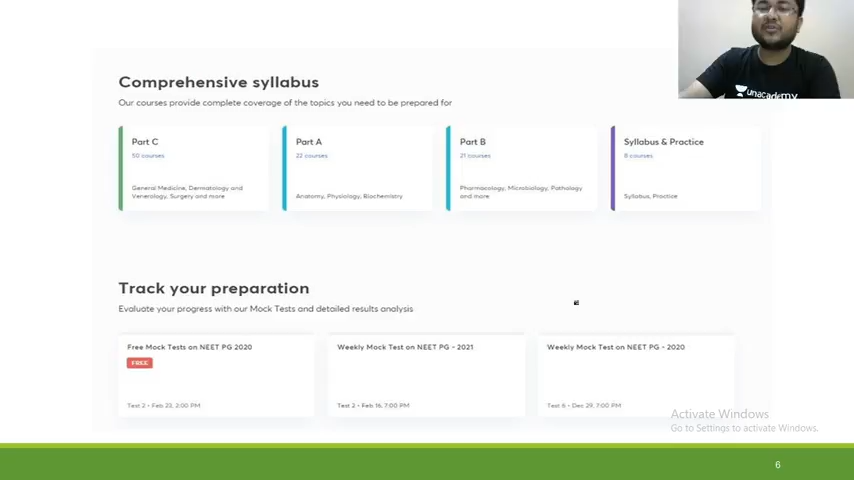 unacademy
Comprehensive syllabus
Our courses provide complete coverage of the topics you need to be prepared for
Part C
50 courses
General Medicine, Dermatology and
Venerology, Surgery and more
Part A
22 courses
Anatomy, Physiology, Biochemistry
Part B
21 courses
Pharmacology, Microbiology, Pathology
and more
Syllabus & Practice
8 courses
Syllabus, Practice
Track your preparation
Evaluate your progress with our Mock Tests and detailed results analysis
Free Mock Tests on NEET PG 2020
FREE
Test 2 • Feb 23, 2:00 PM
Weekly Mock Test on NEET PG - 2021
Test 2 • Feb 16, 7:00 PM
Weekly Mock Test on NEET PG - 2020
Test 6 • Dec 29, 7:00 PM
Activate Windows
Go to Settings to activate Windows.
6